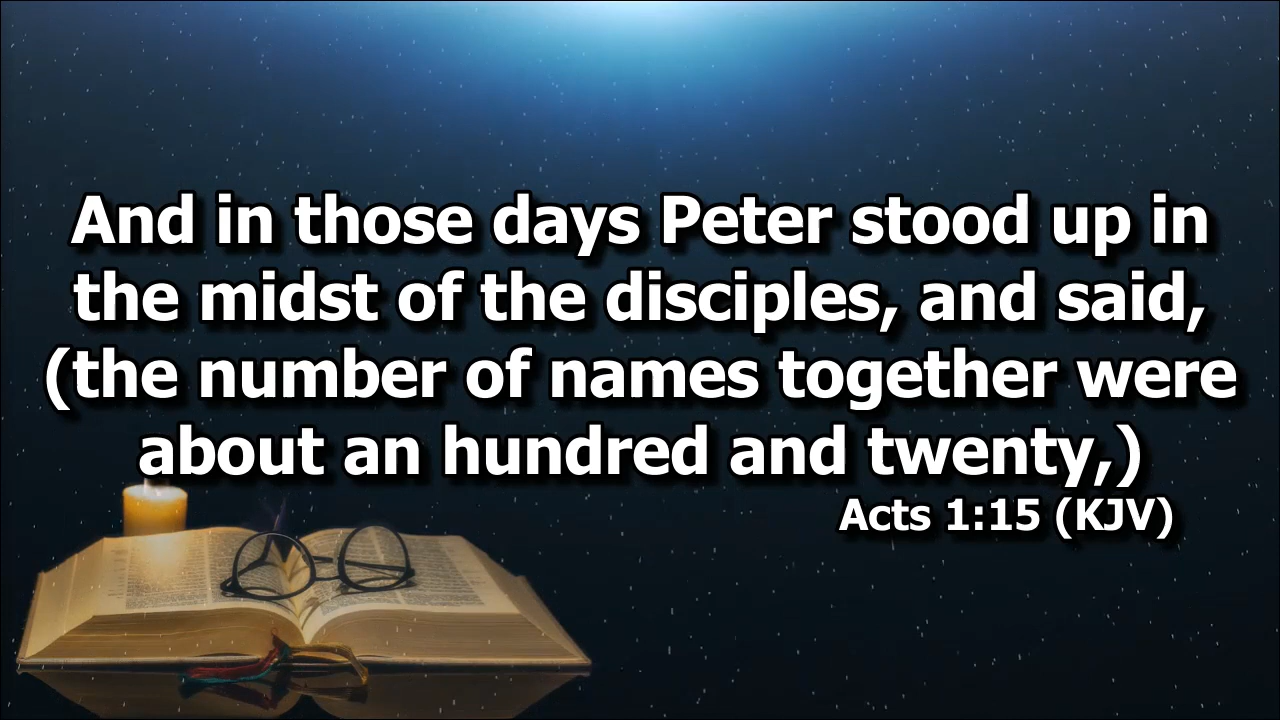 And in those days Peter stood up in
the midst of the disciples, and said,
(the number of names together were
about an hundred and twenty,)
Acts 1:15 (KJV)